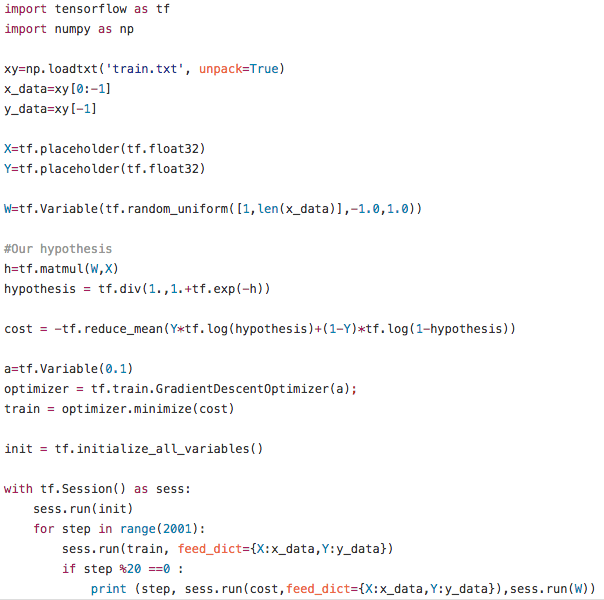 import tensorflow as tf
import numpy as np
xy=np.loadtxt('train.txt', unpack=True)
x_data=xy[0:-1]
y_data=xy[-1]
X=tf.placeholder(tf.float32)
Y=tf.placeholder(tf.float32)
W=tf.Variable(tf.random_uniform([1,len(x_data)],-1.0,1.0))
#Our hypothesis
h=tf.matmul(W,X)
hypothesis = tf.div(1.,1.+tf.exp(-h))
cost = -tf.reduce_mean(Y*tf.log(hypothesis)+(1-Y)*tf.log(1-hypothesis))
a=tf.Variable(0.1)
optimizer = tf.train.GradientDescentOptimizer(a);
train = optimizer.minimize(cost)
init = tf.initialize_all_variables()
with tf.Session() as sess:
    sess.run(init)
    for step in range(2001):
        sess.run(train, feed_dict={X:x_data,Y:y_data})
        if step %20 ==0 :
            print (step, sess.run(cost,feed_dict={X:x_data,Y:y_data}),sess.run(W))